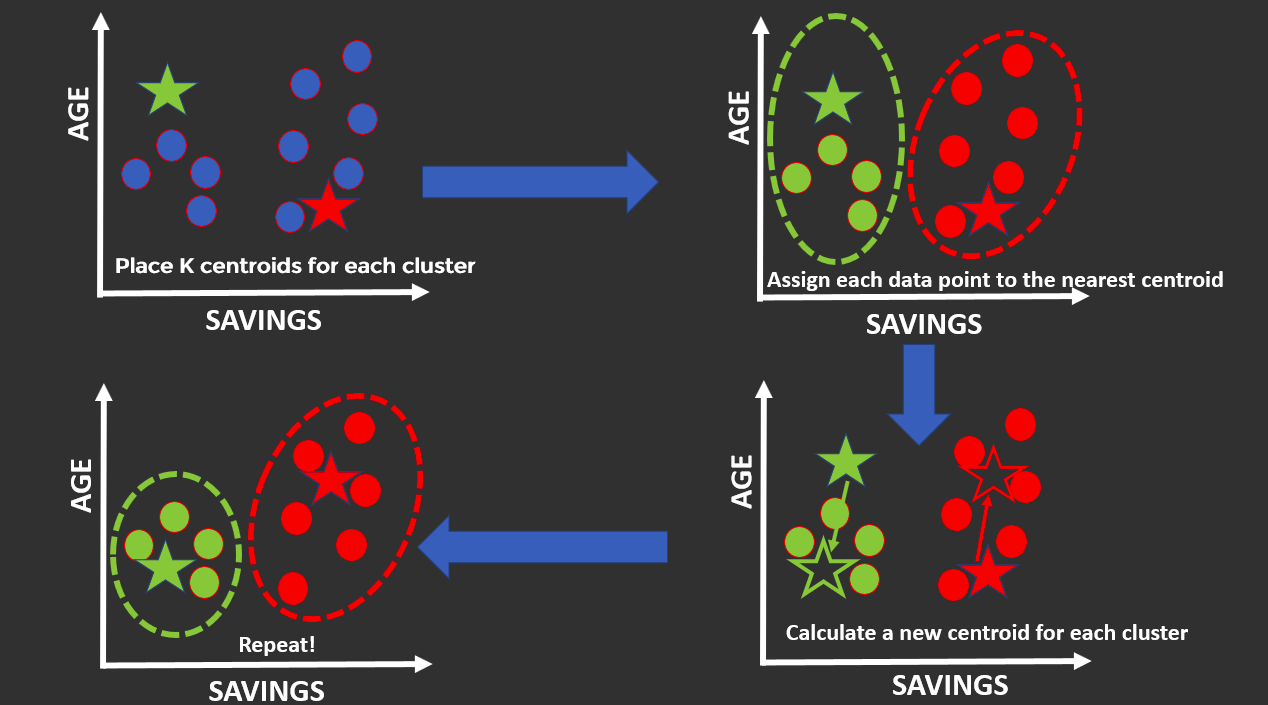 AGE
Place K centroids for each cluster
SAVINGS
AGE
Assign each data point to the nearest centroid
SAVINGS
AGE
Repeat!
SAVINGS
AGE
Calculate a new centroid for each cluster
SAVINGS